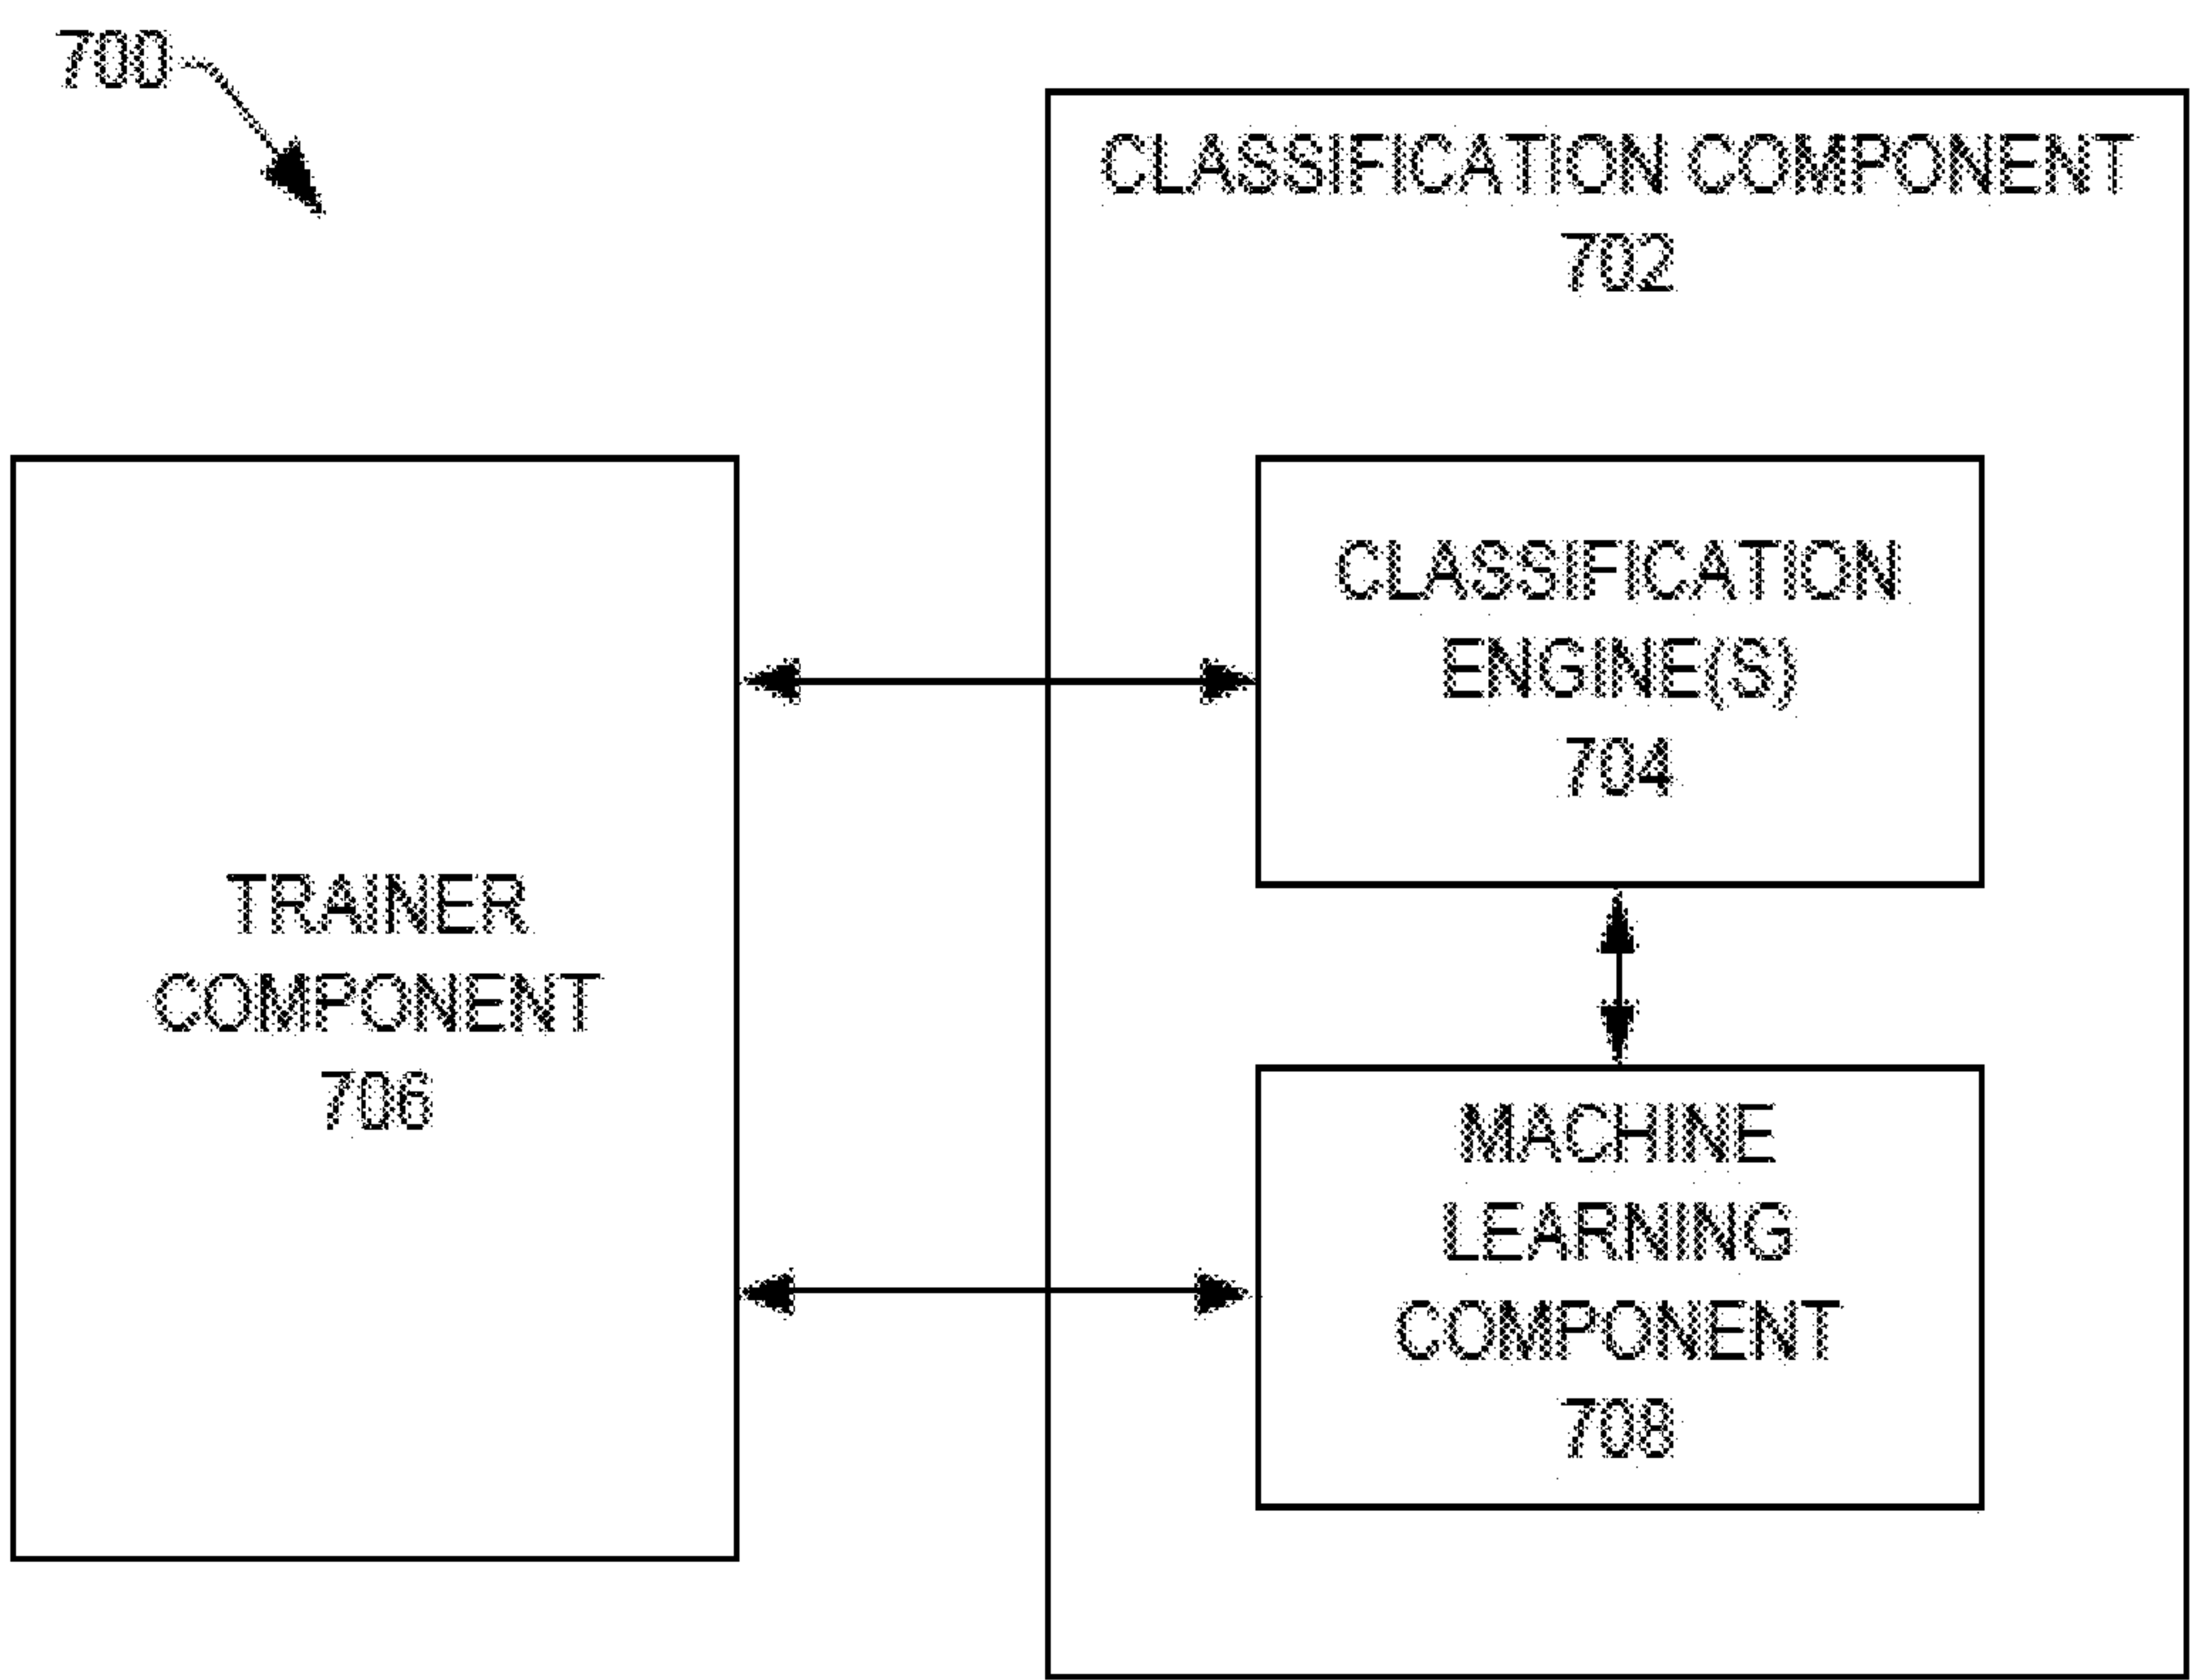 700
CLASSIFICATION COMPONENT
702
CLASSIFICATION
ENGINE(S)
704
TRAINER
COMPONENT
706
MACHINE
LEARNING
COMPONENT
708